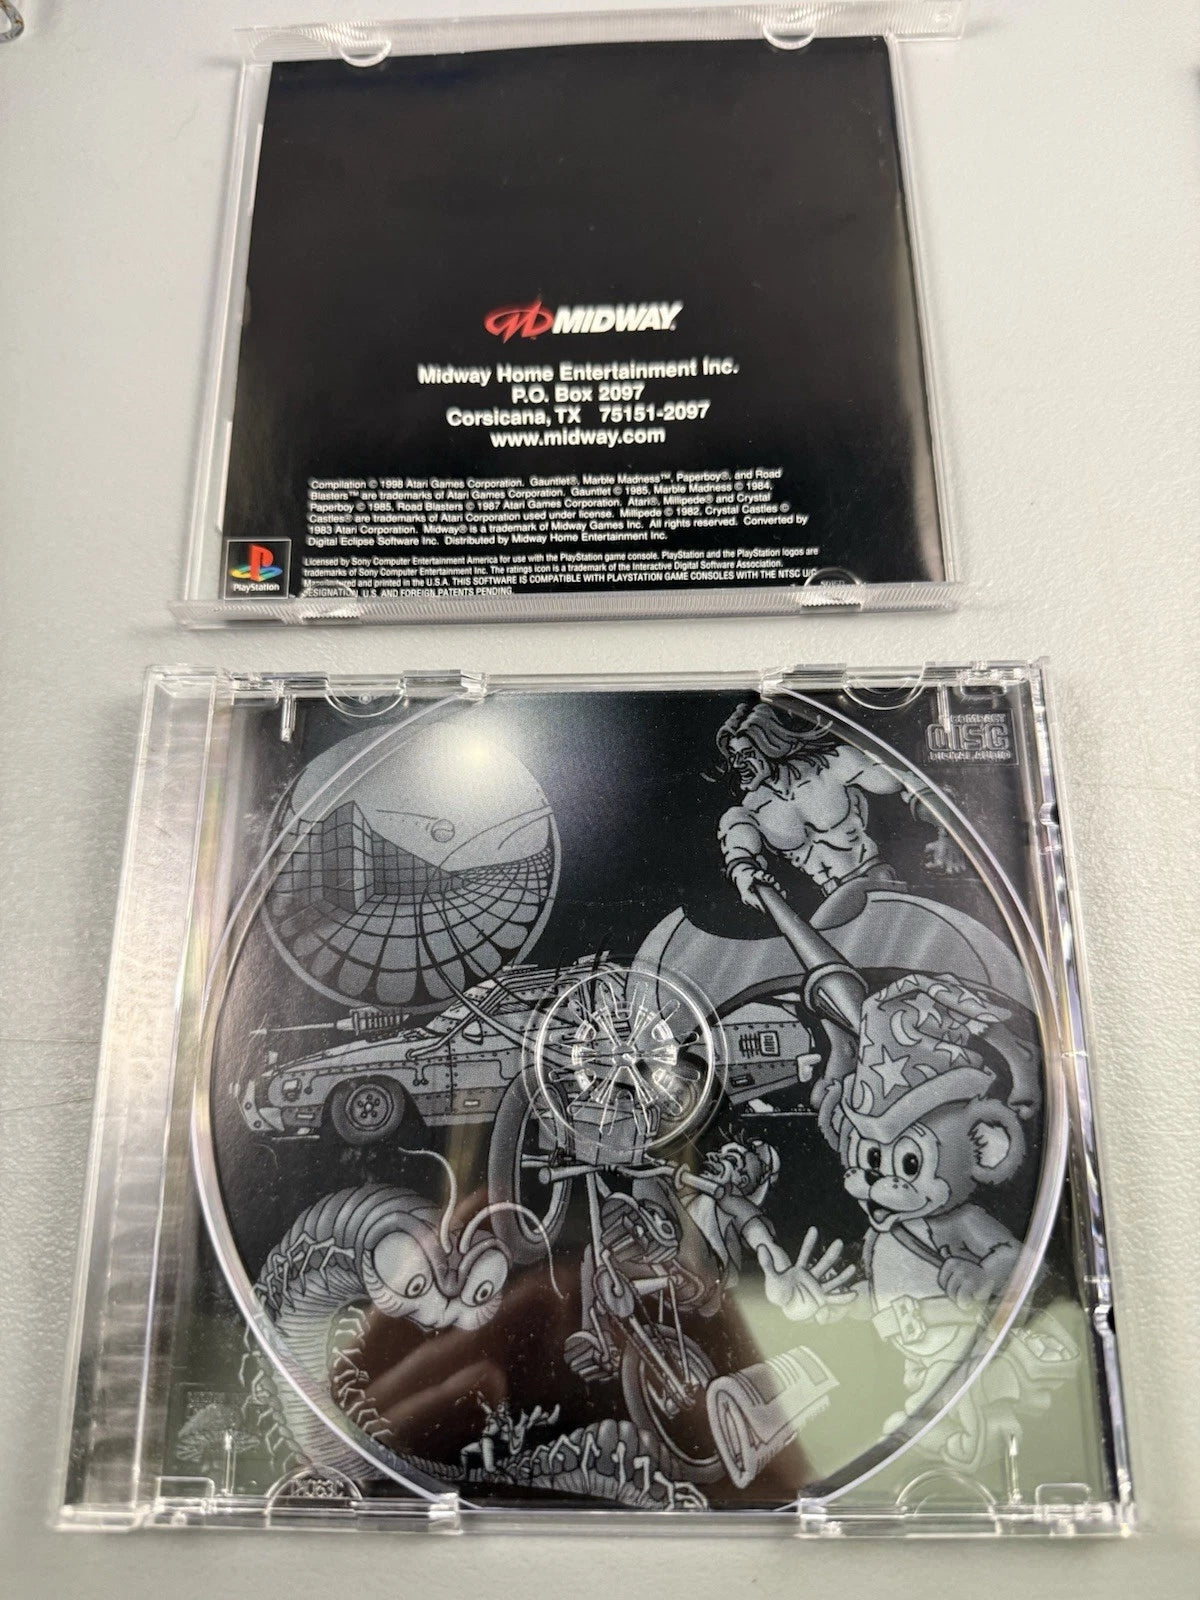 MIDWAY
Midway Home Entertainment Inc.
P.O. Box 2097
Corsicana, TX 75151-2097
www.midway.com
Compilation © 1998 Atari Games Corporation. Gauntlet®, Marble Madness™, Paperboy®, and Road
Blasters™ are trademarks of Atari Games Corporation. Gauntlet © 1985, Marble Madness © 1984,
Paperboy © 1985, Road Blasters © 1987 Atari Games Corporation. Atari®, Millipede® and Crystal
Castles® are trademarks of Atari Corporation used under license. Millipede © 1982, Crystal Castles ©
1983 Atari Corporation. Midway® is a trademark of Midway Games Inc. All rights reserved. Converted by
Digital Eclipse Software Inc. Distributed by Midway Home Entertainment Inc.
PlayStation
Licensed by Sony Computer Entertainment America for use with the PlayStation game console. PlayStation and the PlayStation logos are
trademarks of Sony Computer Entertainment Inc. The ratings icon is a trademark of the Interactive Digital Software Association.
Manufactured and printed in the U.S.A. THIS SOFTWARE IS COMPATIBLE WITH PLAYSTATION GAME CONSOLES WITH THE NTSC U/C
DESIGNATION. U.S. AND FOREIGN PATENTS PENDING.
COMPACT
DISC
DIGITAL AUDIO
B